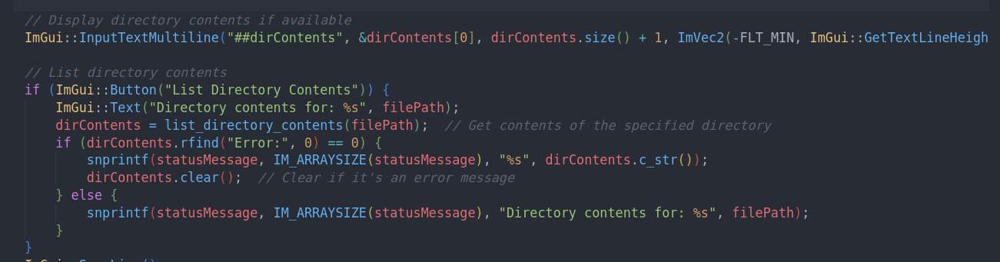 // Display directory contents if available
ImGui::InputTextMultiline("##dirContents", &dirContents[0], dirContents.size() + 1, ImVec2(-FLT_MIN, ImGui::GetTextLineHeigh
// List directory contents
if (ImGui::Button("List Directory Contents")) {
    ImGui::Text("Directory contents for: %s", filePath);
    dirContents = list_directory_contents(filePath);  // Get contents of the specified directory
    if (dirContents.rfind("Error:", 0) == 0) {
        snprintf(statusMessage, IM_ARRAYSIZE(statusMessage), "%s", dirContents.c_str());
        dirContents.clear();  // Clear if it's an error message
    } else {
        snprintf(statusMessage, IM_ARRAYSIZE(statusMessage), "Directory contents for: %s", filePath);
    }
}